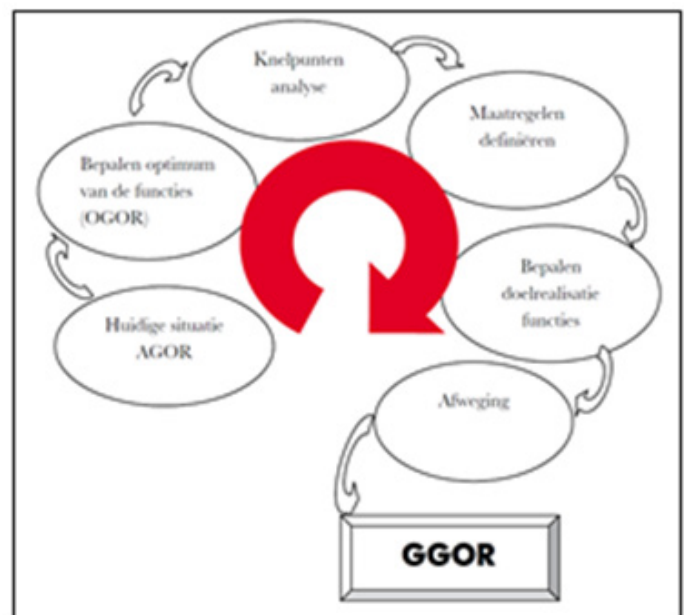 Knelpunten
analyse
Maatregelen
definiëren
Bepalen optimum
van de functies
(OGOR)
Bepalen
doelrealisatie
functies
Huidige situatie
AGOR
Afweging
GGOR